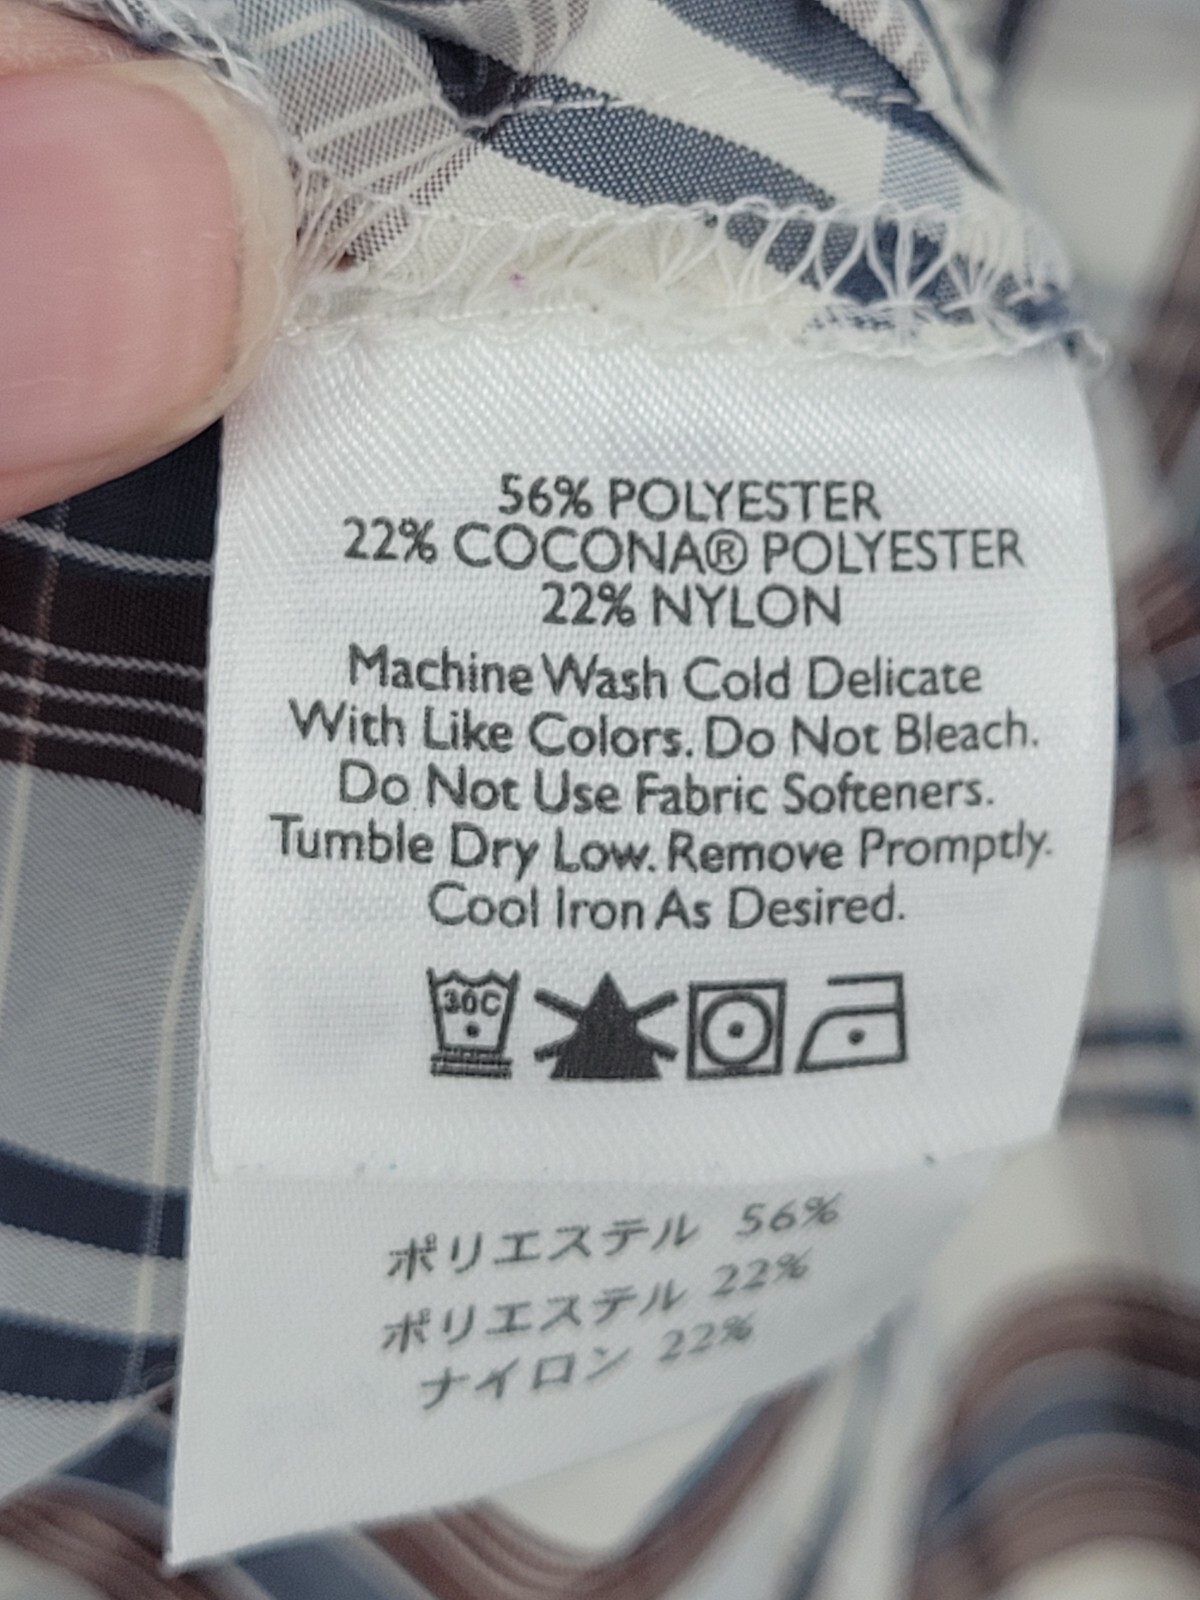 56% POLYESTER
22% COCONA® POLYESTER
22% NYLON
Machine Wash Cold Delicate
With Like Colors. Do Not Bleach.
Do Not Use Fabric Softeners.
Tumble Dry Low. Remove Promptly.
Cool Iron As Desired.
30C
ポリエステル 56%
ポリエステル 22%
ナイロン 22%